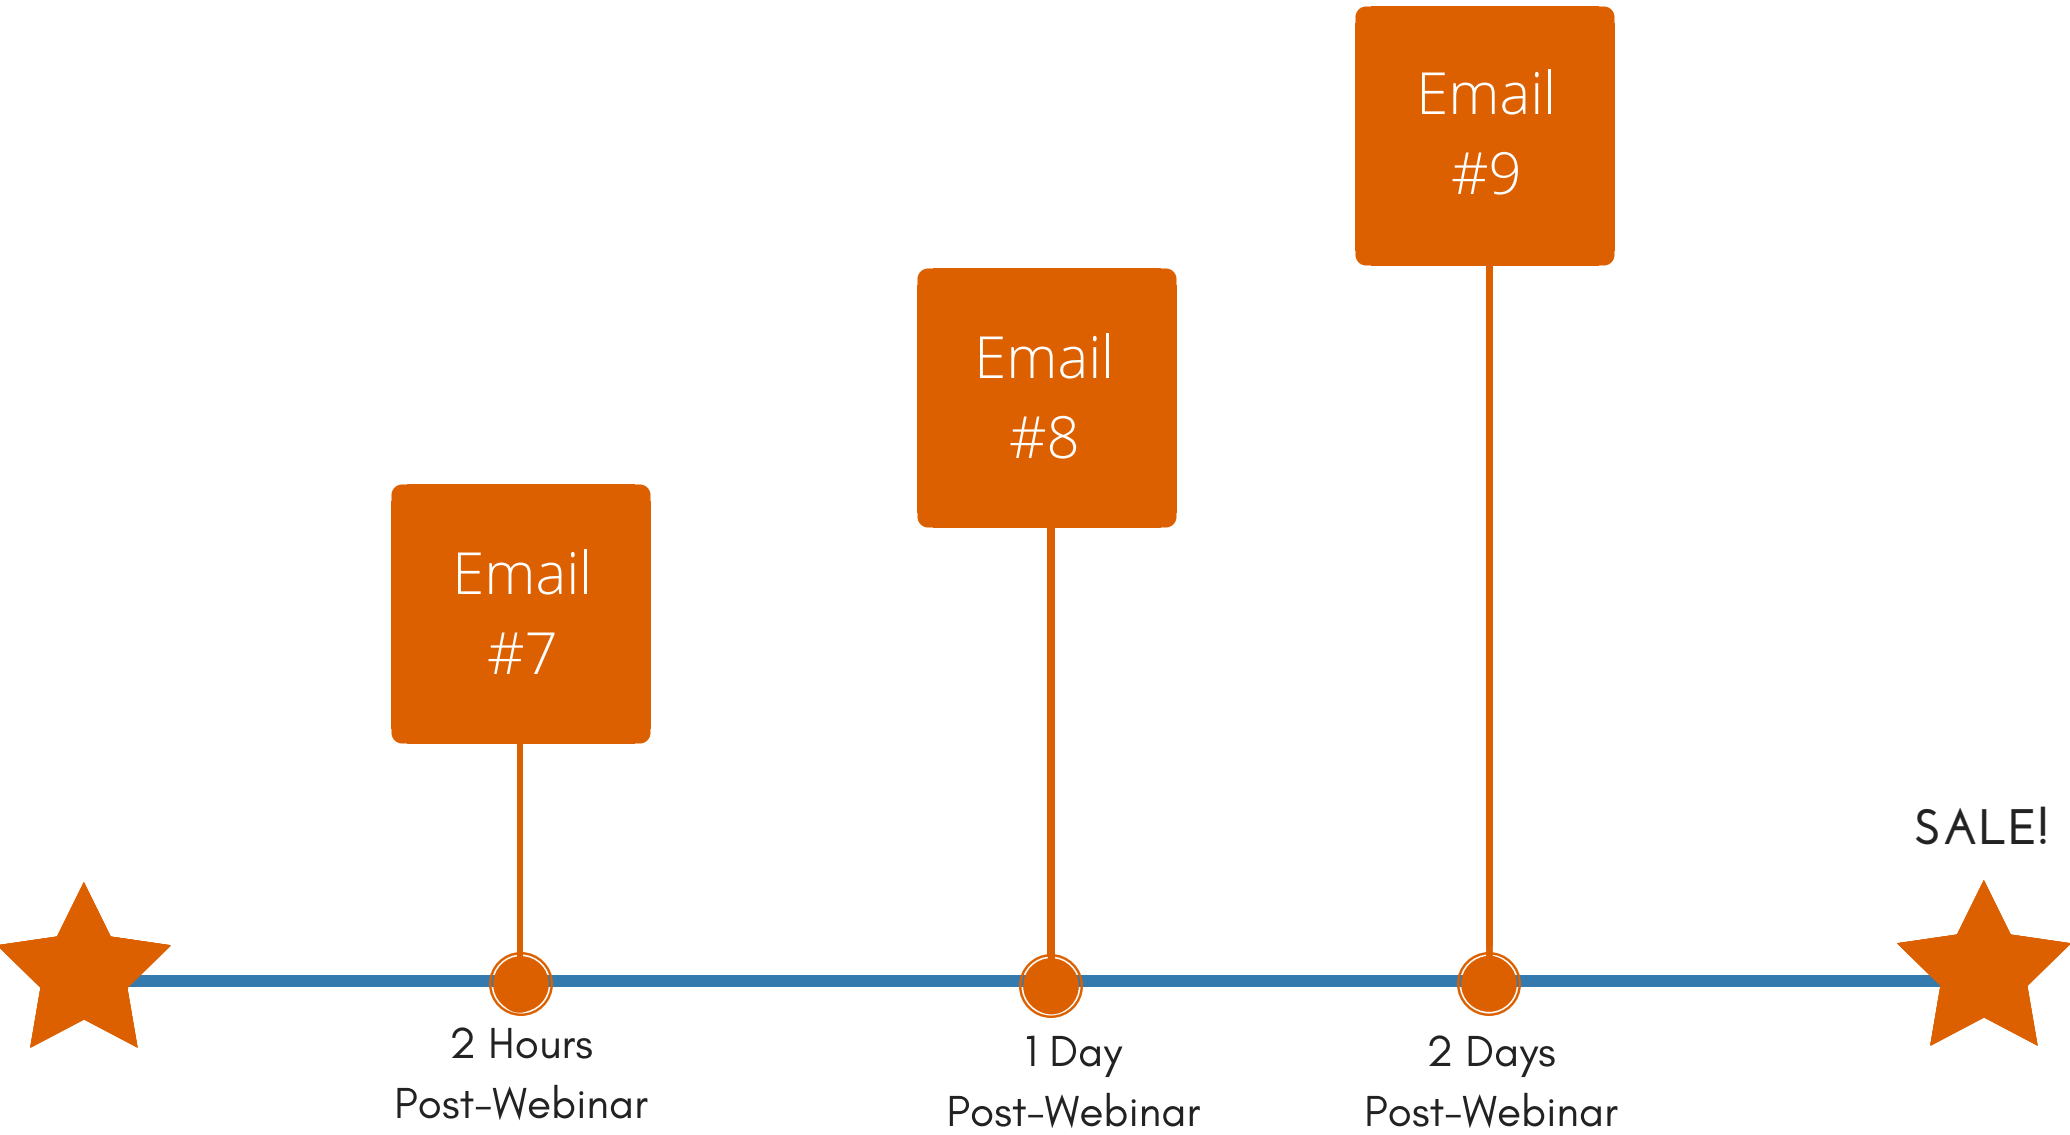 Email
#7
Email
#8
Email
#9
SALE!
2 Hours
Post-Webinar
1 Day
Post-Webinar
2 Days
Post-Webinar